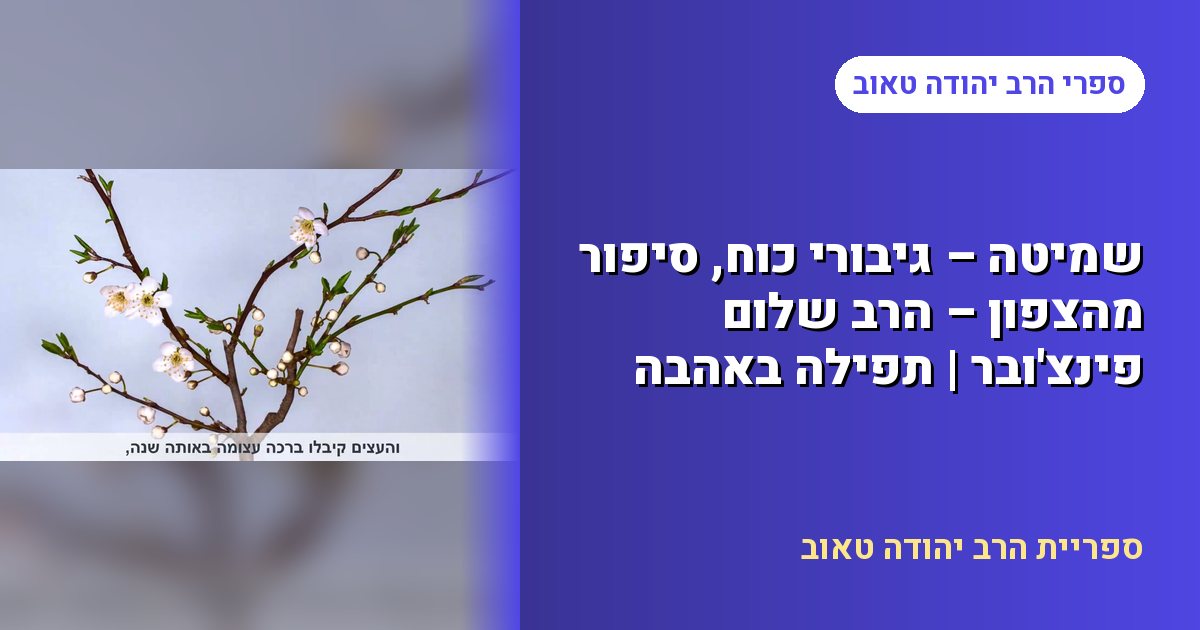 ספרי הרב יהודה טאוב
שמיטה – גיבורי כוח, סיפור
מהצפון – הרב שלום
פינצ'ובר | תפילה באהבה
והעצים קיבלו ברכה עצומה באותה שנה,
ספריית הרב יהודה טאוב